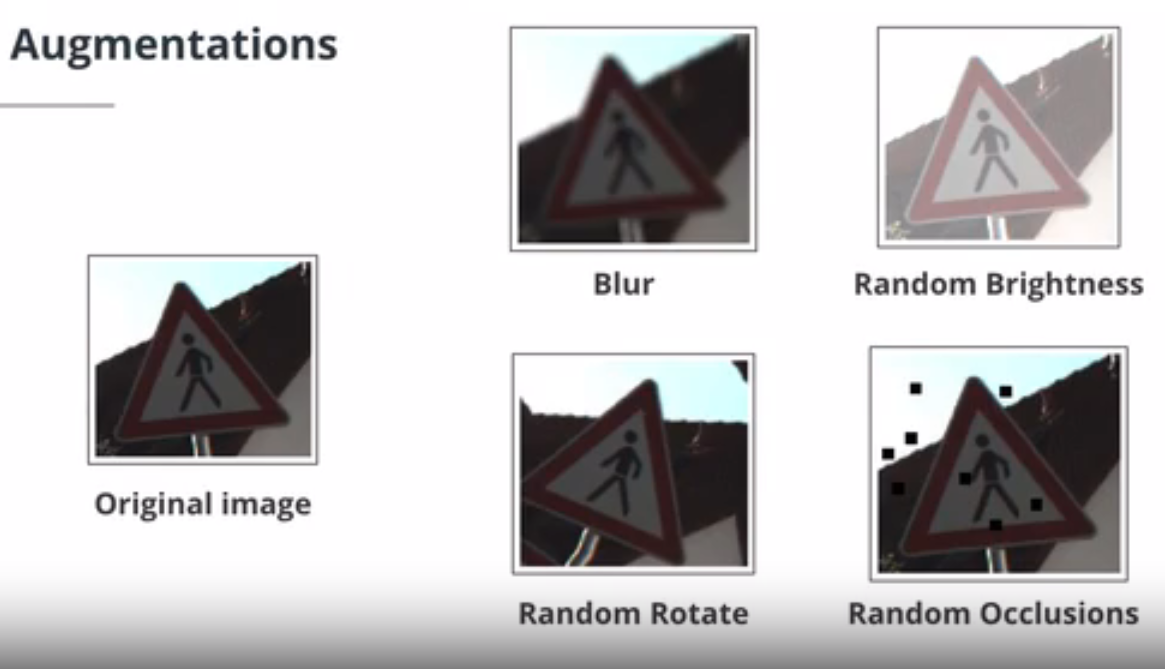 Augmentations
Blur
Random Brightness
Original image
Random Rotate
Random Occlusions